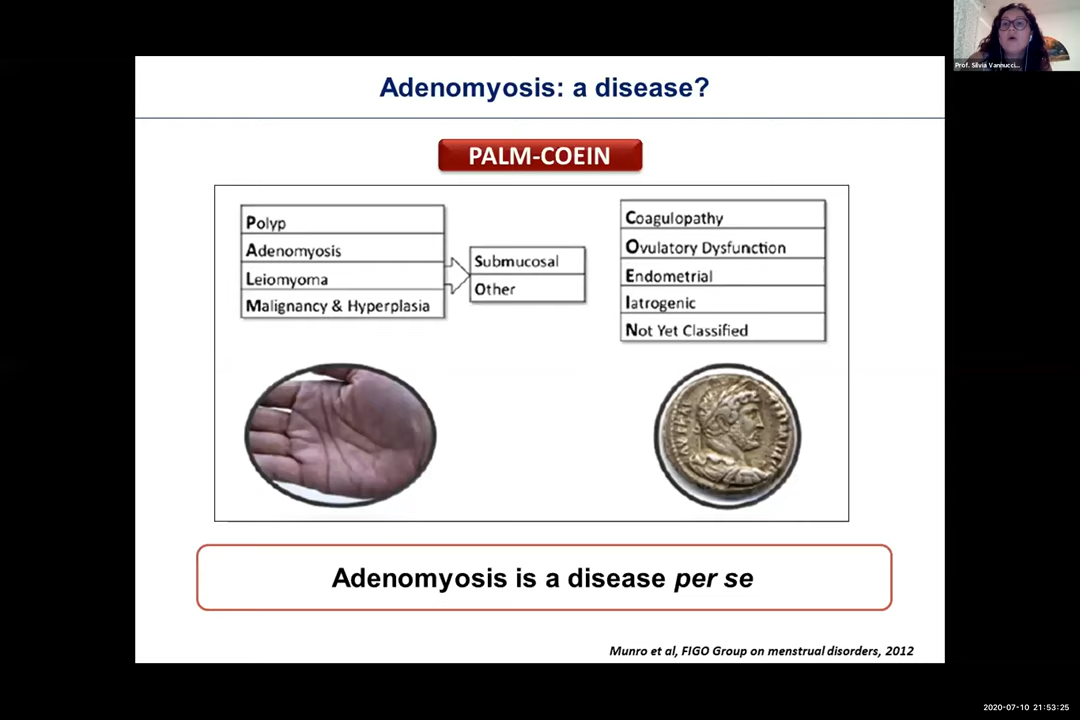 Prof. Silvia Vannucci...
Adenomyosis: a disease?
PALM-COEIN
Polyp
Adenomyosis
Leiomyoma
Malignancy & Hyperplasia
Submucosal
Other
Coagulopathy
Ovulatory Dysfunction
Endometrial
Iatrogenic
Not Yet Classified
Adenomyosis is a disease per se
Munro et al, FIGO Group on menstrual disorders, 2012
2020-07-10 21:53:25